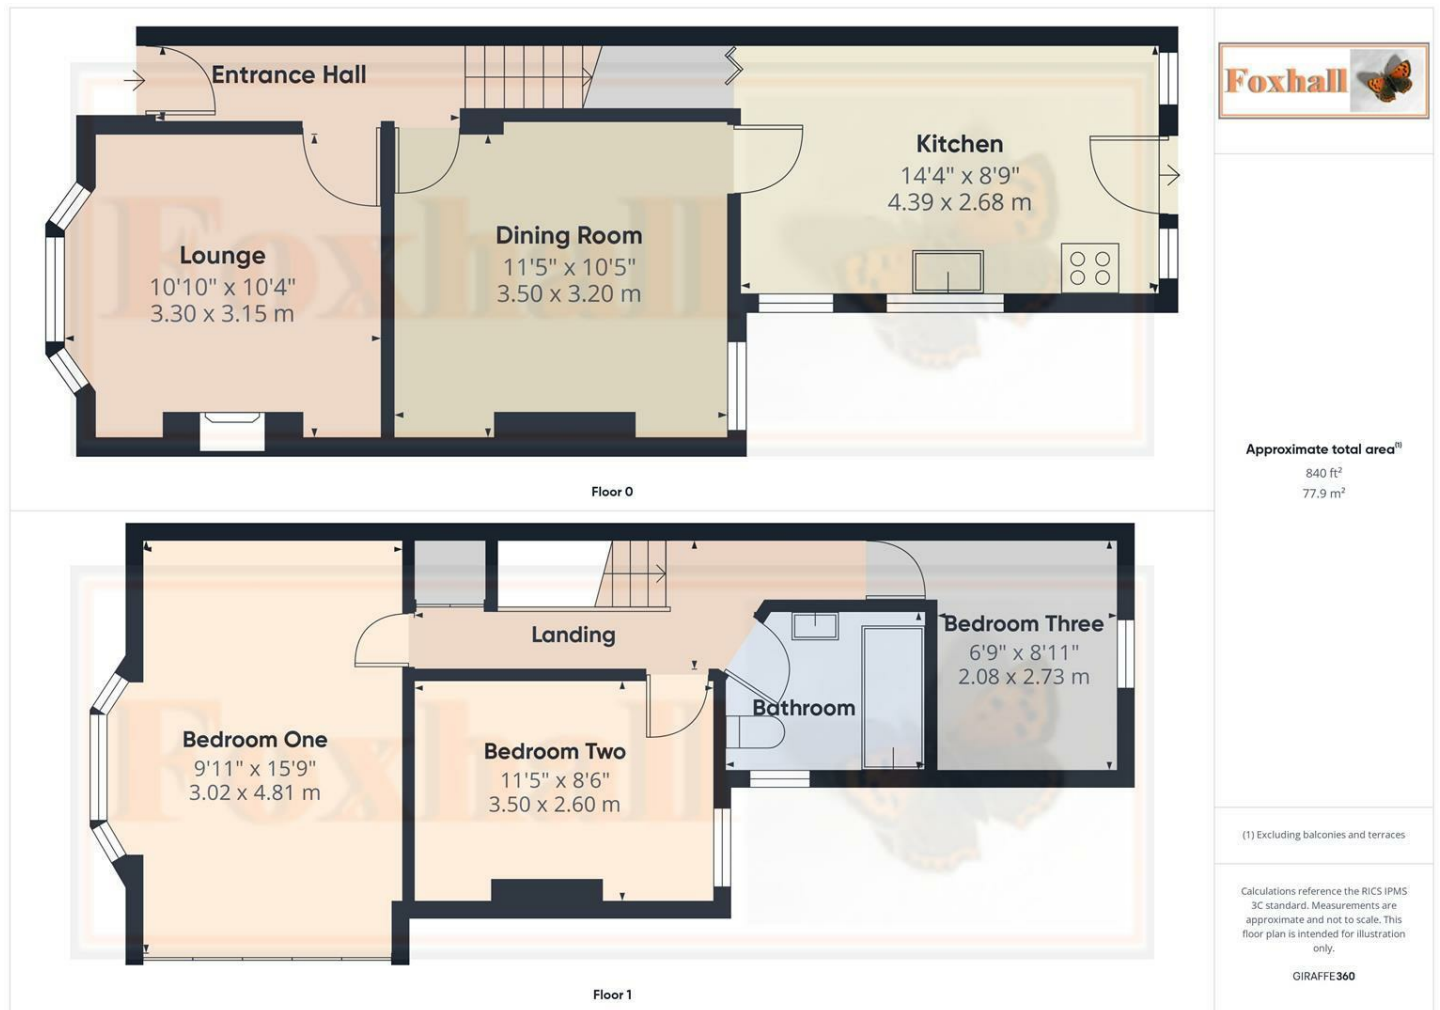 Entrance Hall
Kitchen
14'4" x 8'9"
4.39 x 2.68 m
Dining Room
11'5" x 10'5"
3.50 x 3.20 m
Lounge
10'10" x 10'4"
3.30 x 3.15 m
Foxhall
Floor 0
Landing
Bedroom Three
6'9" x 8'11"
2.08 x 2.73 m
Bathroom
Bedroom One
9'11" x 15'9"
3.02 x 4.81 m
Bedroom Two
11'5" x 8'6"
3.50 x 2.60 m
Foxhall
Floor 1
Foxhall
Approximate total area(1)
840 ft²
77.9 m²
(1) Excluding balconies and terraces
Calculations reference the RICS IPMS
3C standard. Measurements are
approximate and not to scale. This
floor plan is intended for illustration
only.
GIRAFFE360